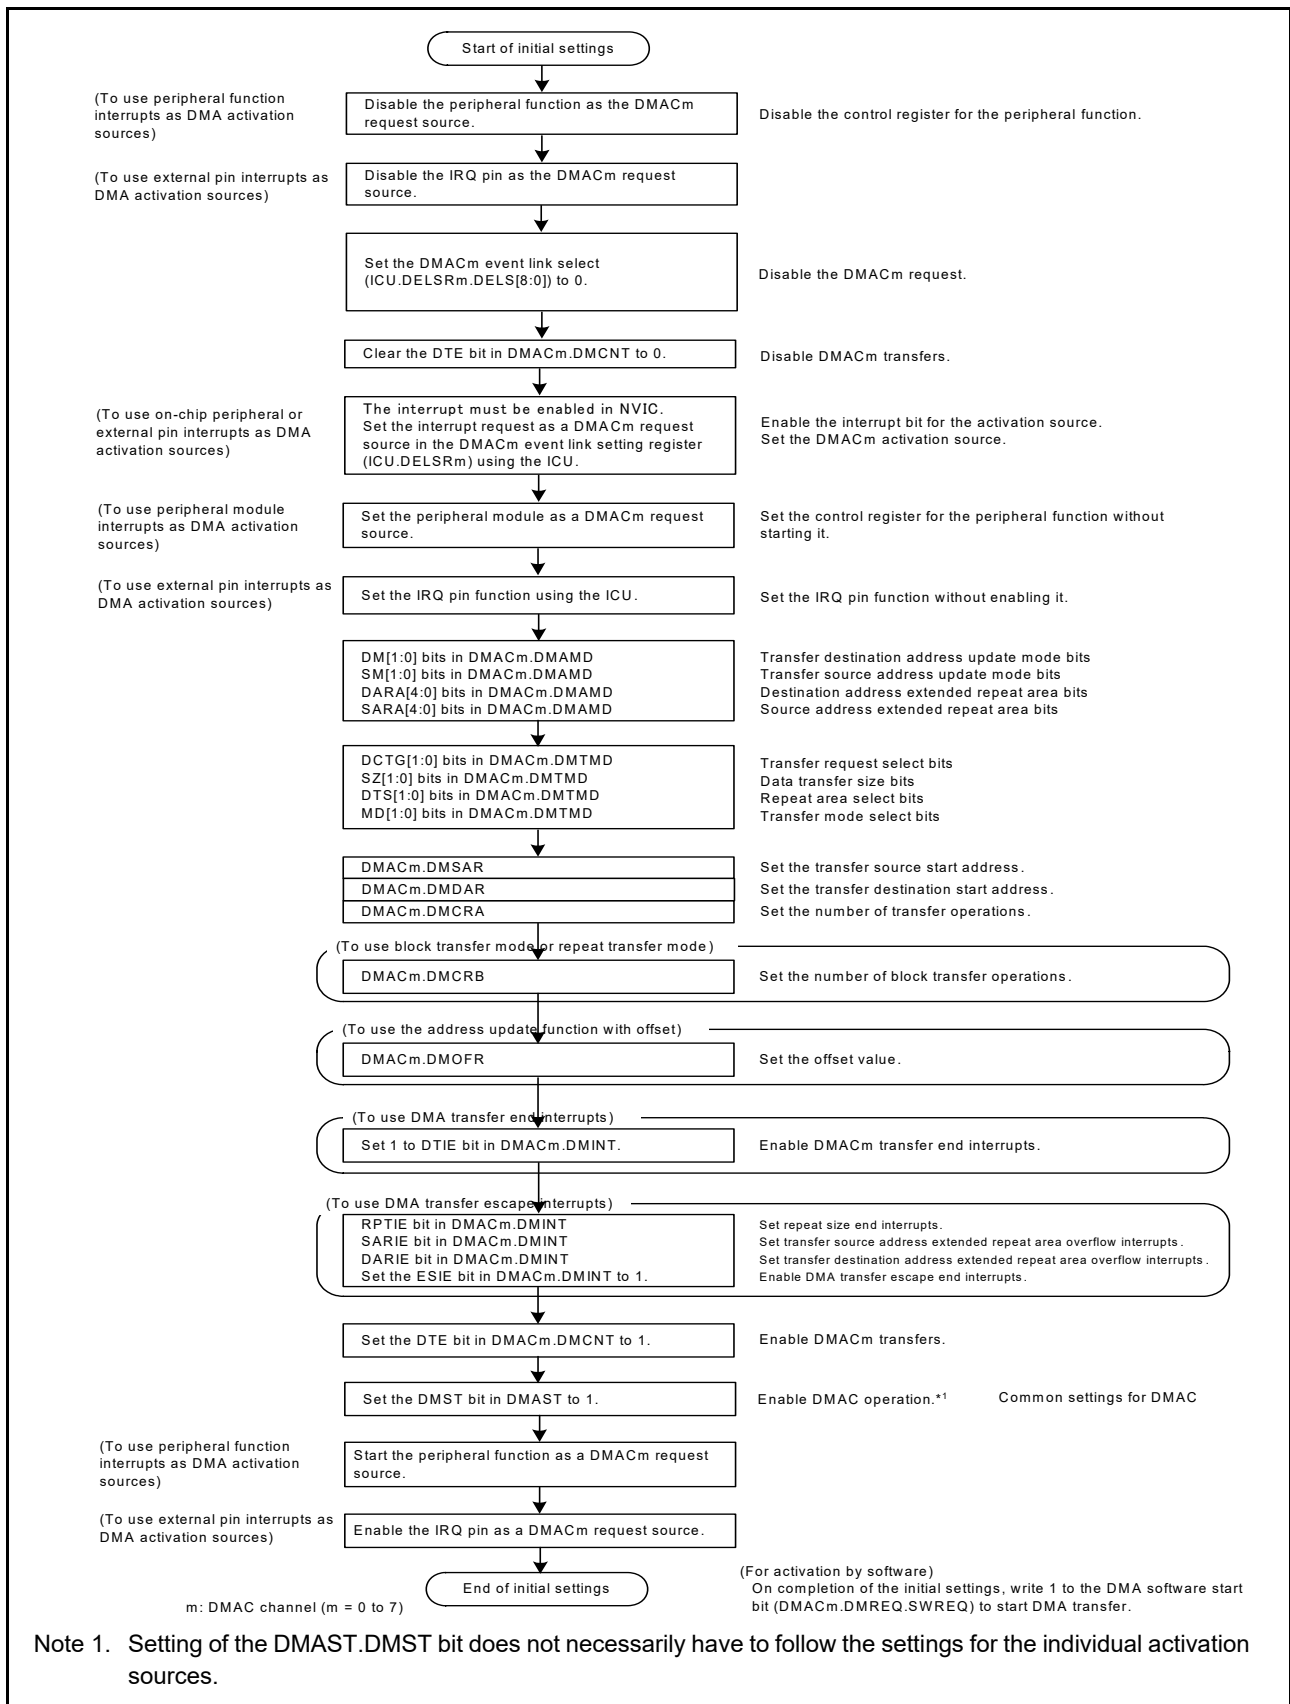 Start of initial settings
(To use peripheral function
interrupts as DMA activation
sources)
Disable the peripheral function as the DMACm
request source.
Disable the control register for the peripheral function.
(To use external pin interrupts as
DMA activation sources)
Disable the IRQ pin as the DMACm request
source.
Set the DMACm event link select
(ICU.DELSRm.DELS[8:0]) to 0.
Disable the DMACm request.
Clear the DTE bit in DMACm.DMCNT to 0.
Disable DMACm transfers.
(To use on-chip peripheral or
external pin interrupts as DMA
activation sources)
The interrupt must be enabled in NVIC.
Set the interrupt request as a DMACm request
source in the DMACm event link setting register
(ICU.DELSRm) using the ICU.
Enable the interrupt bit for the activation source.
Set the DMACm activation source.
(To use peripheral module
interrupts as DMA activation
sources)
Set the peripheral module as a DMACm request
source.
Set the control register for the peripheral function without
starting it.
(To use external pin interrupts as
DMA activation sources)
Set the IRQ pin function using the ICU.
Set the IRQ pin function without enabling it.
DM[1:0] bits in DMACm.DMAMD
SM[1:0] bits in DMACm.DMAMD
DARA[4:0] bits in DMACm.DMAMD
SARA[4:0] bits in DMACm.DMAMD
Transfer destination address update mode bits
Transfer source address update mode bits
Destination address extended repeat area bits
Source address extended repeat area bits
DCTG[1:0] bits in DMACm.DMTMD
SZ[1:0] bits in DMACm.DMTMD
DTS[1:0] bits in DMACm.DMTMD
MD[1:0] bits in DMACm.DMTMD
Transfer request select bits
Data transfer size bits
Repeat area select bits
Transfer mode select bits
DMACm.DMSAR
Set the transfer source start address.
DMACm.DMDAR
Set the transfer destination start address.
DMACm.DMCRA
Set the number of transfer operations.
(To use block transfer mode or repeat transfer mode)
DMACm.DMCRB
Set the number of block transfer operations.
(To use the address update function with offset)
DMACm.DMOFR
Set the offset value.
(To use DMA transfer end interrupts)
Set 1 to DTIE bit in DMACm.DMINT.
Enable DMACm transfer end interrupts.
(To use DMA transfer escape interrupts)
RPTIE bit in DMACm.DMINT
SARIE bit in DMACm.DMINT
DARIE bit in DMACm.DMINT
Set the ESIE bit in DMACm.DMINT to 1.
Set repeat size end interrupts.
Set transfer source address extended repeat area overflow interrupts.
Set transfer destination address extended repeat area overflow interrupts.
Enable DMA transfer escape end interrupts.
Set the DTE bit in DMACm.DMCNT to 1.
Enable DMACm transfers.
Set the DMST bit in DMAST to 1.
Enable DMAC operation.*1
Common settings for DMAC
(To use peripheral function
interrupts as DMA activation
sources)
Start the peripheral function as a DMACm request
source.
(To use external pin interrupts as
DMA activation sources)
Enable the IRQ pin as a DMACm request source.
End of initial settings
(For activation by software)
On completion of the initial settings, write 1 to the DMA software start
bit (DMACm.DMREQ.SWREQ) to start DMA transfer.
m: DMAC channel (m = 0 to 7)
Note 1. Setting of the DMAST.DMST bit does not necessarily have to follow the settings for the individual activation
sources.